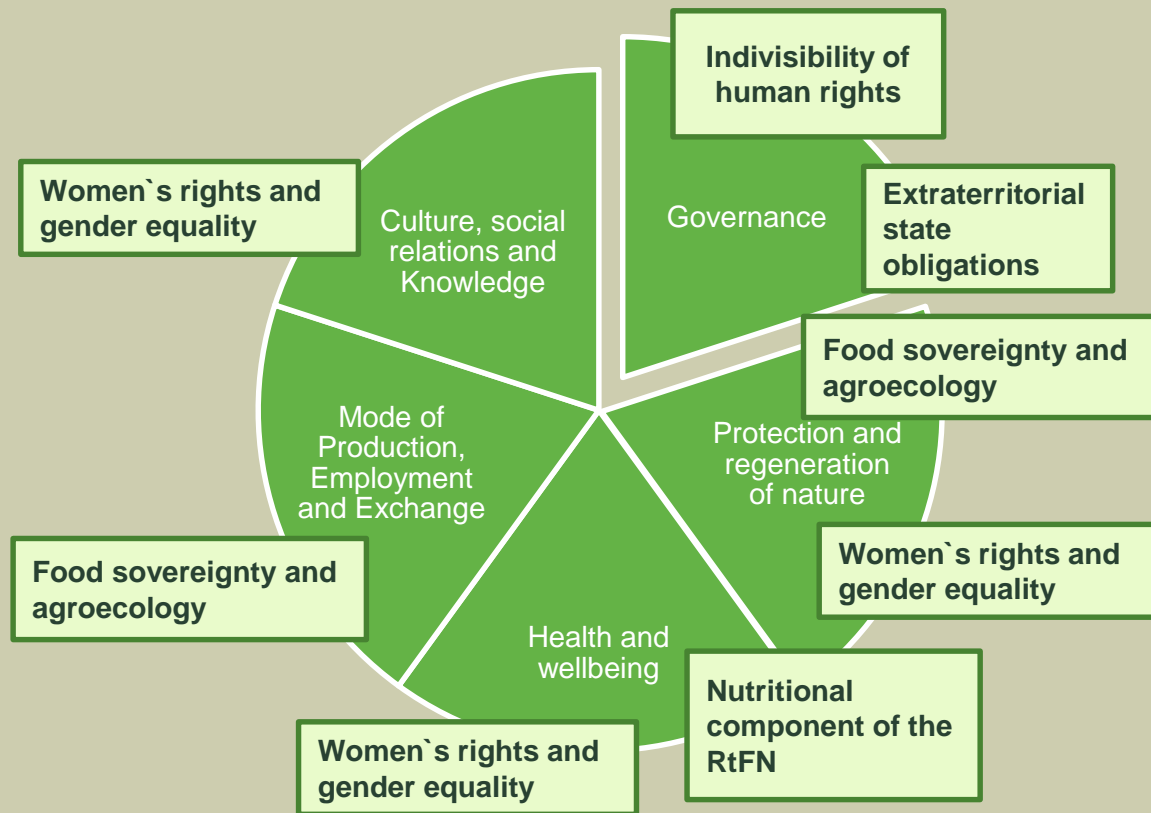 Indivisibility of
human rights
Women`s rights and
gender equality
Culture, social
relations and
Knowledge
Governance
Extraterritorial
state
obligations
Food sovereignty and
agroecology
Mode of
Production,
Employment
and Exchange
Protection and
regeneration
of nature
Food sovereignty and
agroecology
Women`s rights and
gender equality
Health and
wellbeing
Nutritional
component of the
RtFN
Women`s rights and
gender equality